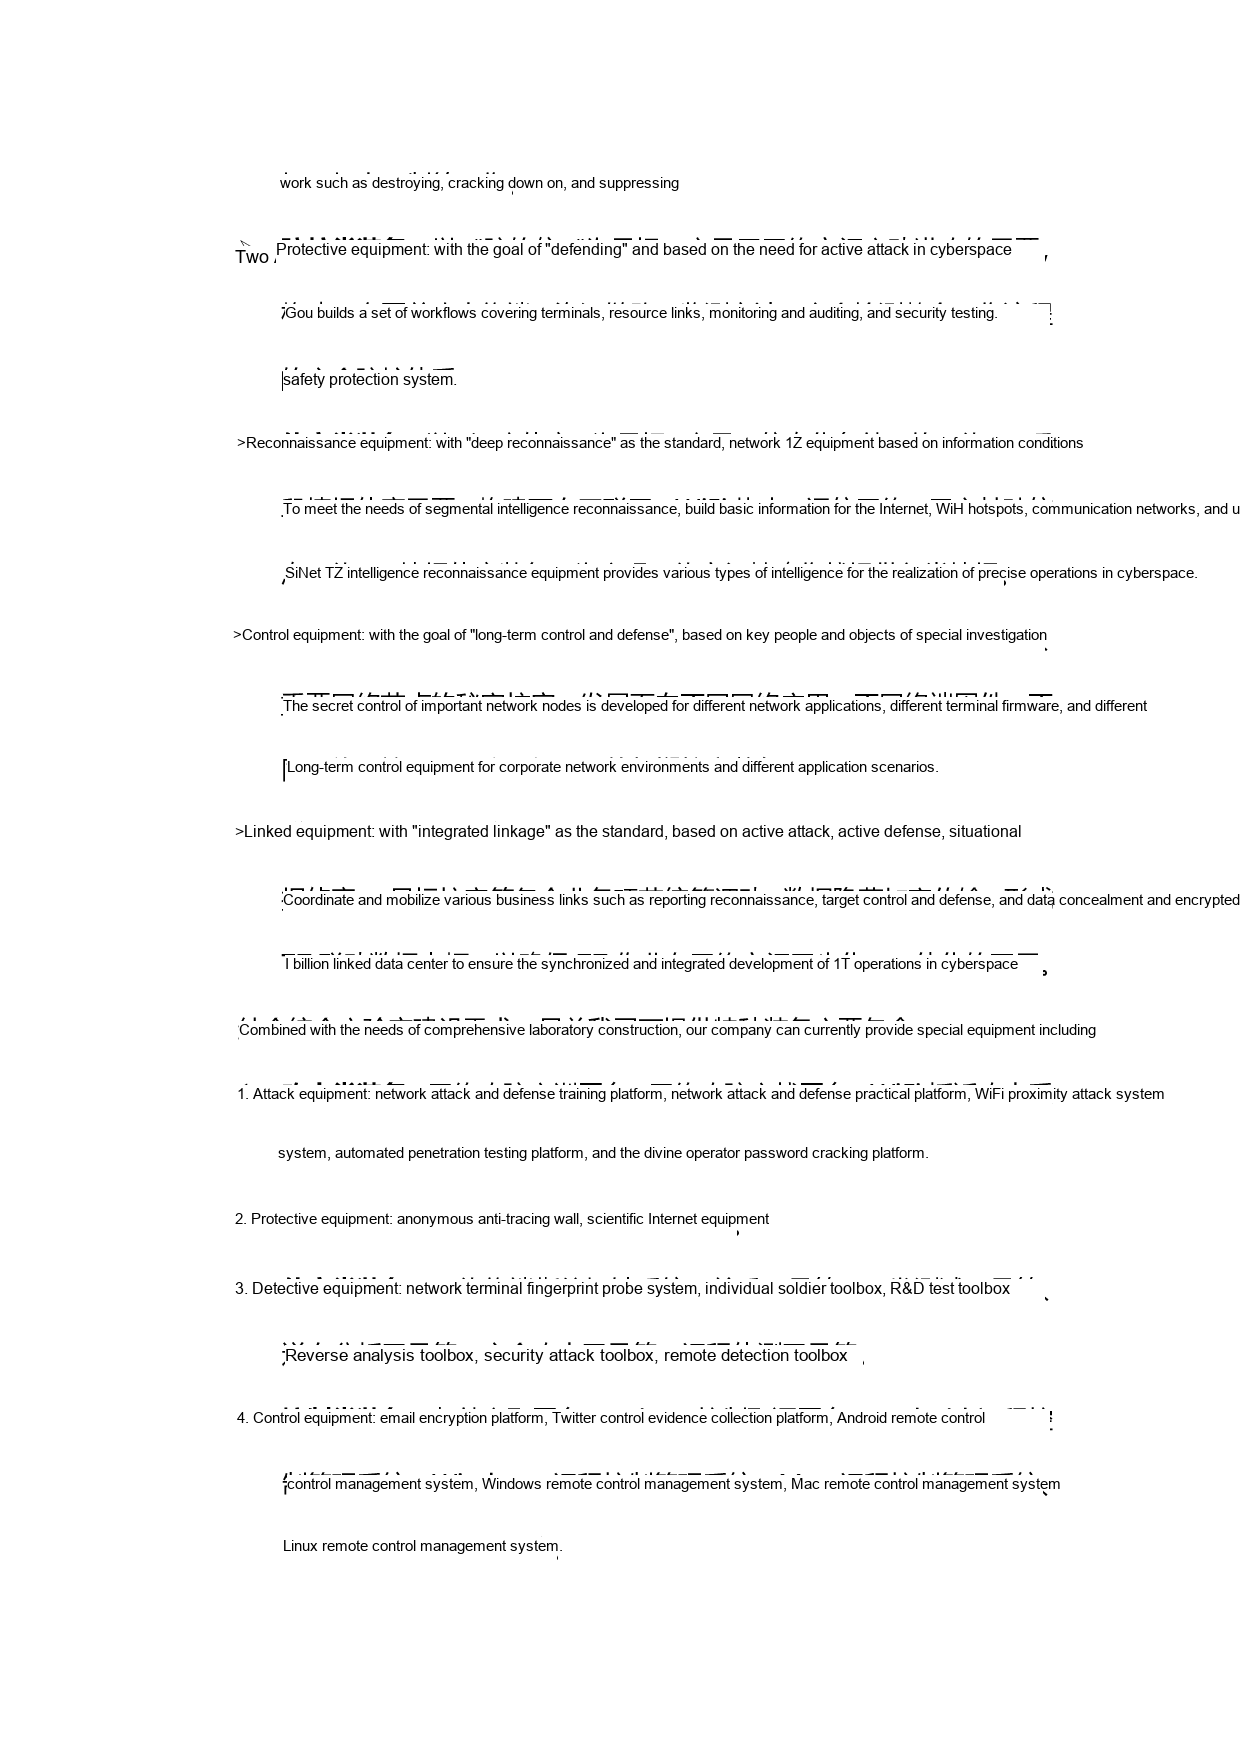 work such as destroying, cracking down on, and suppressing
Two Protective equipment: with the goal of "defending" and based on the need for active attack in cyberspace
Gou builds a set of workflows covering terminals, resource links, monitoring and auditing, and security testing.
safety protection system.
>Reconnaissance equipment: with "deep reconnaissance" as the standard, network 1Z equipment based on information conditions
To meet the needs of segmental intelligence reconnaissance, build basic information for the Internet, WiH hotspots, communication networks, and u
SiNet TZ intelligence reconnaissance equipment provides various types of intelligence for the realization of precise operations in cyberspace.
>Control equipment: with the goal of "long-term control and defense", based on key people and objects of special investigation
The secret control of important network nodes is developed for different network applications, different terminal firmware, and different
Long-term control equipment for corporate network environments and different application scenarios.
>Linked equipment: with "integrated linkage" as the standard, based on active attack, active defense, situational
Coordinate and mobilize various business links such as reporting reconnaissance, target control and defense, and data concealment and encrypted
1 billion linked data center to ensure the synchronized and integrated development of 1T operations in cyberspace
Combined with the needs of comprehensive laboratory construction, our company can currently provide special equipment including
1. Attack equipment: network attack and defense training platform, network attack and defense practical platform, WiFi proximity attack system
system, automated penetration testing platform, and the divine operator password cracking platform.
2. Protective equipment: anonymous anti-tracing wall, scientific Internet equipment
3. Detective equipment: network terminal fingerprint probe system, individual soldier toolbox, R&D test toolbox
Reverse analysis toolbox, security attack toolbox, remote detection toolbox
4. Control equipment: email encryption platform, Twitter control evidence collection platform, Android remote control
control management system, Windows remote control management system, Mac remote control management system
Linux remote control management system.